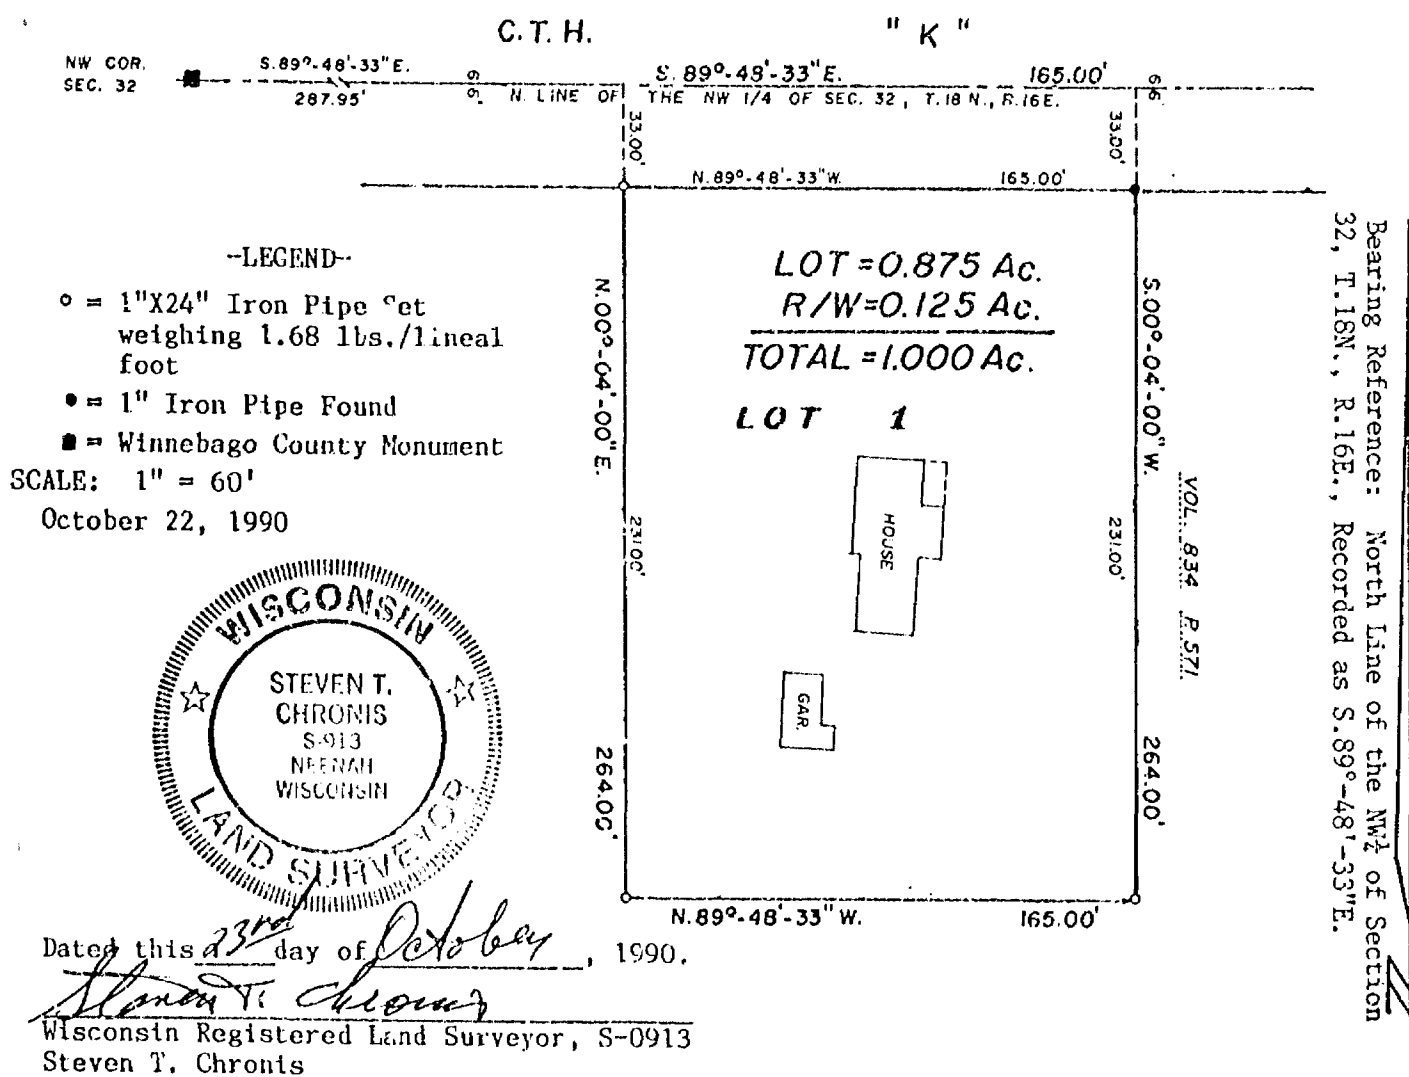 C.T.H. "K"
NW COR.
SEC. 32
S.89°-48'-33"E.
287.95'
66'
N. LINE OF THE NW 1/4 OF SEC. 32, T.18 N., R.16E.
S. 89°-48'-33"E. 165.00'
66'
33.00'
33.00'
N.89°-48'-33"W. 165.00'
--LEGEND--
o = 1"X24" Iron Pipe Set
weighing 1.68 lbs./lineal
foot
● = 1" Iron Pipe Found
■ = Winnebago County Monument
SCALE: 1" = 60'
October 22, 1990
LOT =0.875 Ac.
R/W=0.125 Ac.
TOTAL =1.000 Ac.
LOT 1
N.00°-04'-00"E.
231.00'
264.00'
HOUSE
GAR.
S.00°-04'-00"W.
231.00'
264.00'
VOL. 834 P. 571
N.89°-48'-33"W. 165.00'
Bearing Reference: North Line of the NW¼ of Section
32, T.18N., R.16E., Recorded as S.89°-48'-33"E.
WISCONSIN
STEVEN T.
CHRONIS
S-913
NEENAH
WISCONSIN
LAND SURVEYOR
Dated this 23rd day of October, 1990.
Steven T. Chronis
Wisconsin Registered Land Surveyor, S-0913
Steven T. Chronis